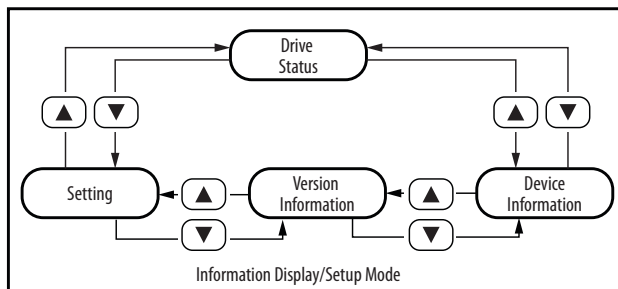 Drive
Status
▲ ▼ ▲ ▼
Setting ▲ Version
Information ▲ Device
Information
▼ ▼
Information Display/Setup Mode